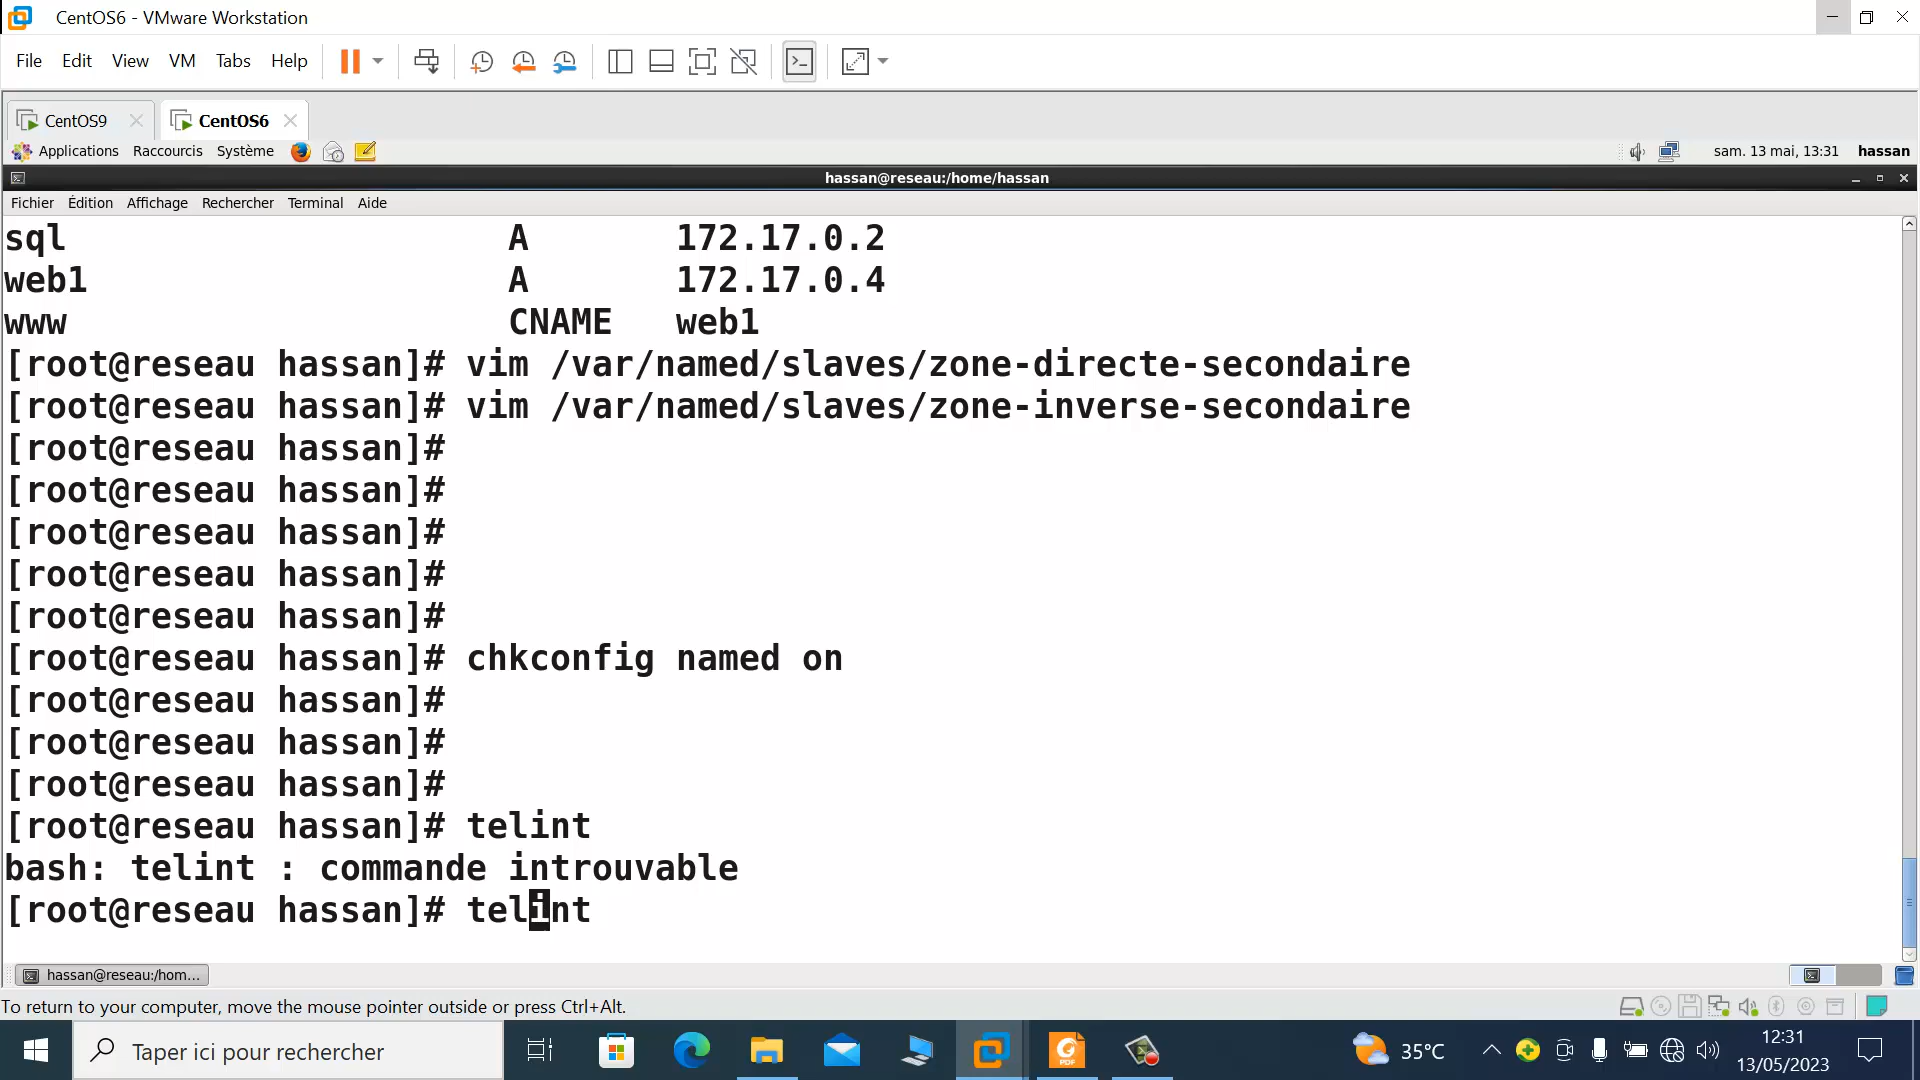 CentOS6 - VMware Workstation
File Edit View VM Tabs Help
CentOS9 CentOS6
Applications Raccourcis Système sam. 13 mai, 13:31 hassan
hassan@reseau:/home/hassan
Fichier Édition Affichage Rechercher Terminal Aide
sql A 172.17.0.2
web1 A 172.17.0.4
www CNAME web1
[root@reseau hassan]# vim /var/named/slaves/zone-directe-secondaire
[root@reseau hassan]# vim /var/named/slaves/zone-inverse-secondaire
[root@reseau hassan]#
[root@reseau hassan]#
[root@reseau hassan]#
[root@reseau hassan]#
[root@reseau hassan]#
[root@reseau hassan]# chkconfig named on
[root@reseau hassan]#
[root@reseau hassan]#
[root@reseau hassan]#
[root@reseau hassan]# telint
bash: telint : commande introuvable
[root@reseau hassan]# telint
hassan@reseau:/hom...
To return to your computer, move the mouse pointer outside or press Ctrl+Alt.
Taper ici pour rechercher
PDF
35°C
12:31
13/05/2023